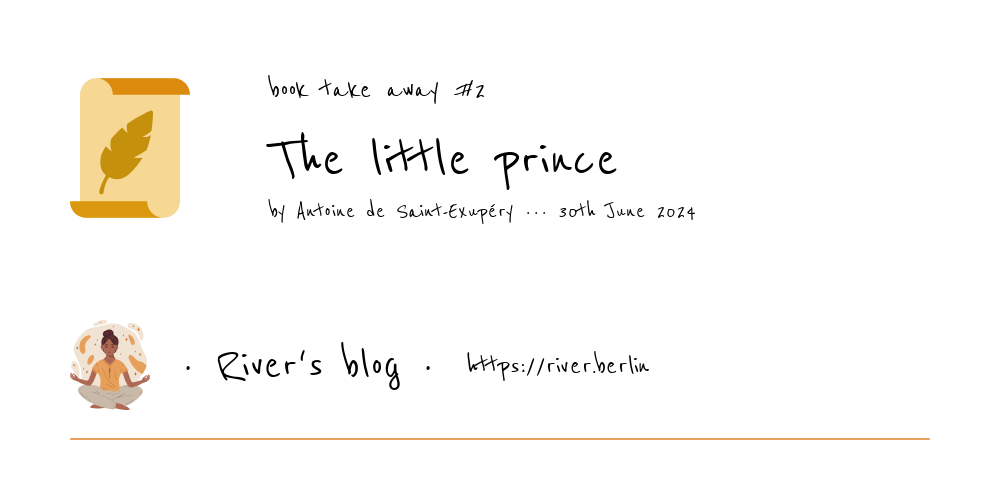 book take away #2
The little prince
by Antoine de Saint-Exupéry ... 30th June 2024
· River's blog · https://river.berlin